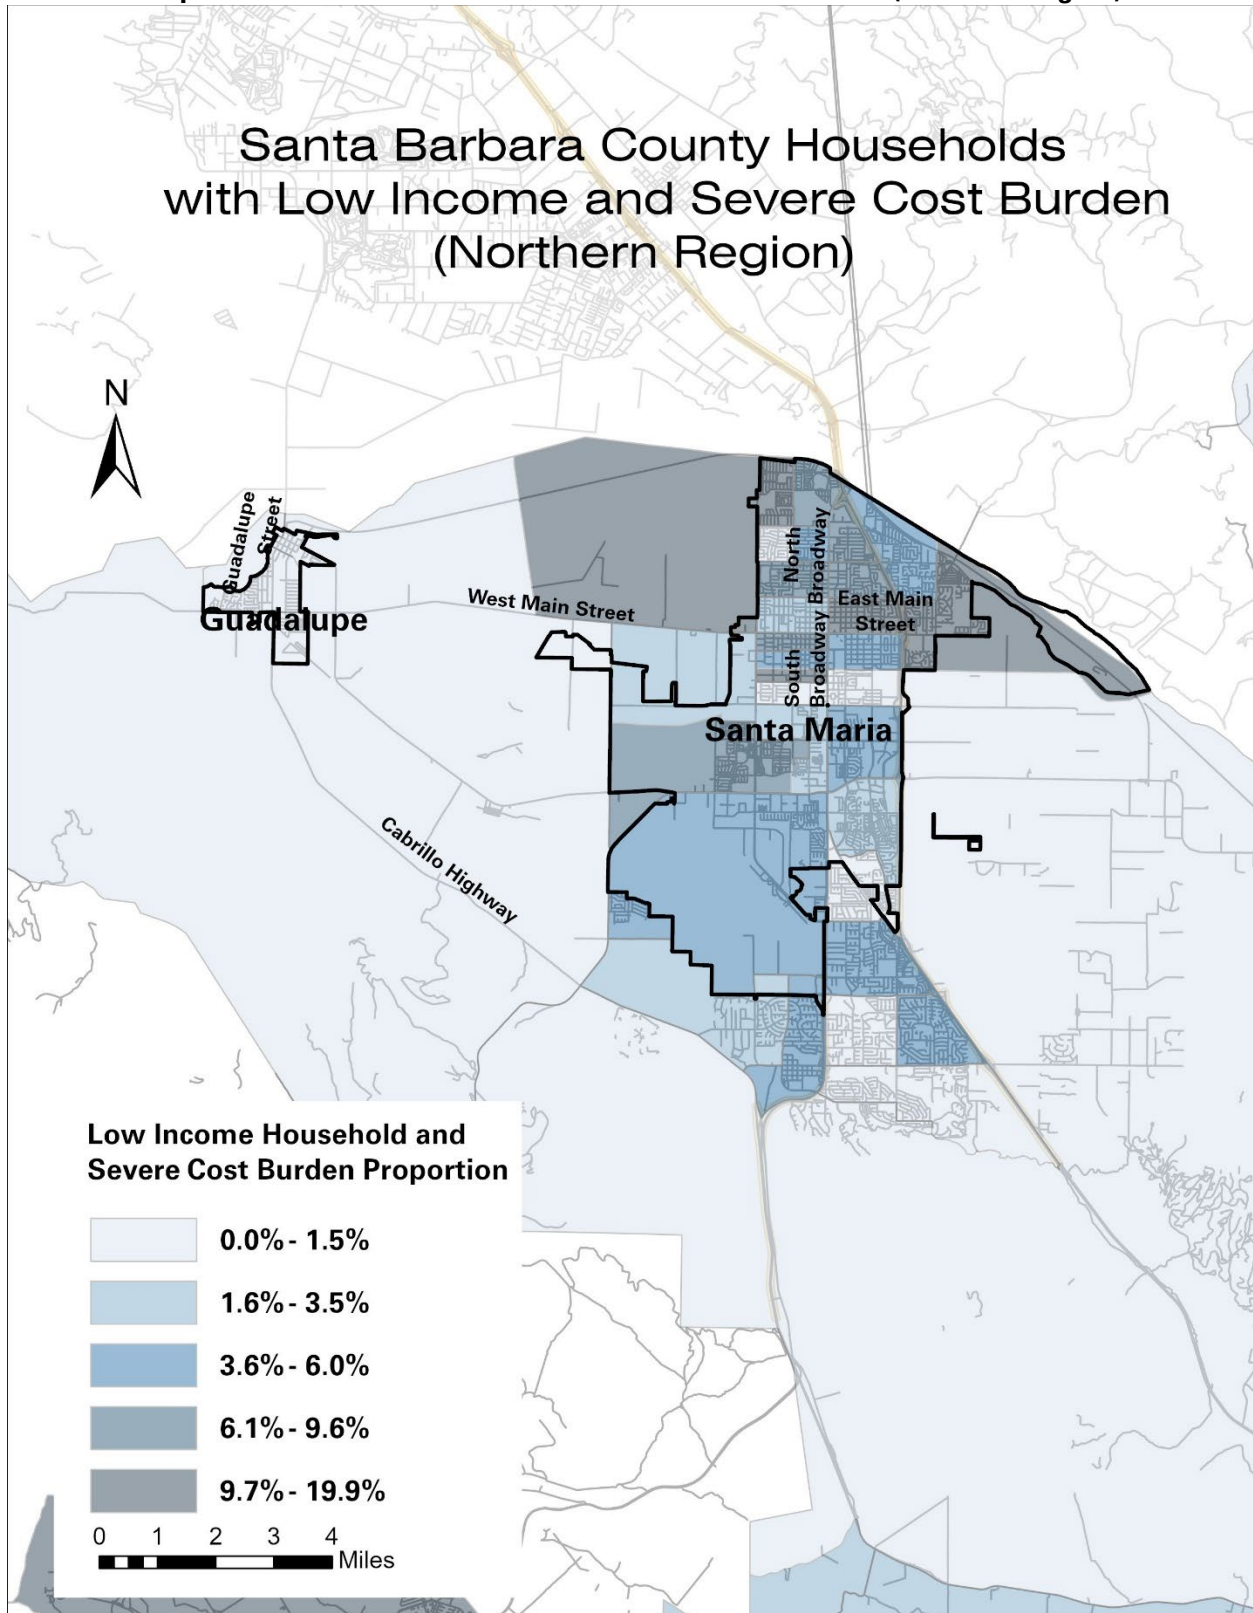 Santa Barbara County Households
with Low Income and Severe Cost Burden
(Northern Region)
N
Guadalupe
Street
Guadalupe
West Main Street
North
Broadway
East Main
Street
South
Broadway
Santa Maria
Cabrillo Highway
Low Income Household and
Severe Cost Burden Proportion
0.0% - 1.5%
1.6% - 3.5%
3.6% - 6.0%
6.1% - 9.6%
9.7% - 19.9%
0 1 2 3 4
Miles